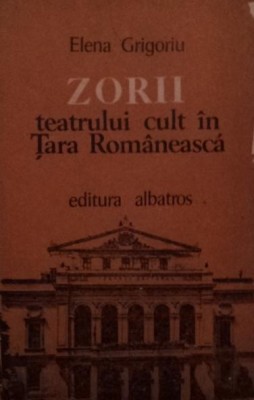 Elena Grigoriu
ZORII
teatrului cult în
Țara Românească
editura albatros